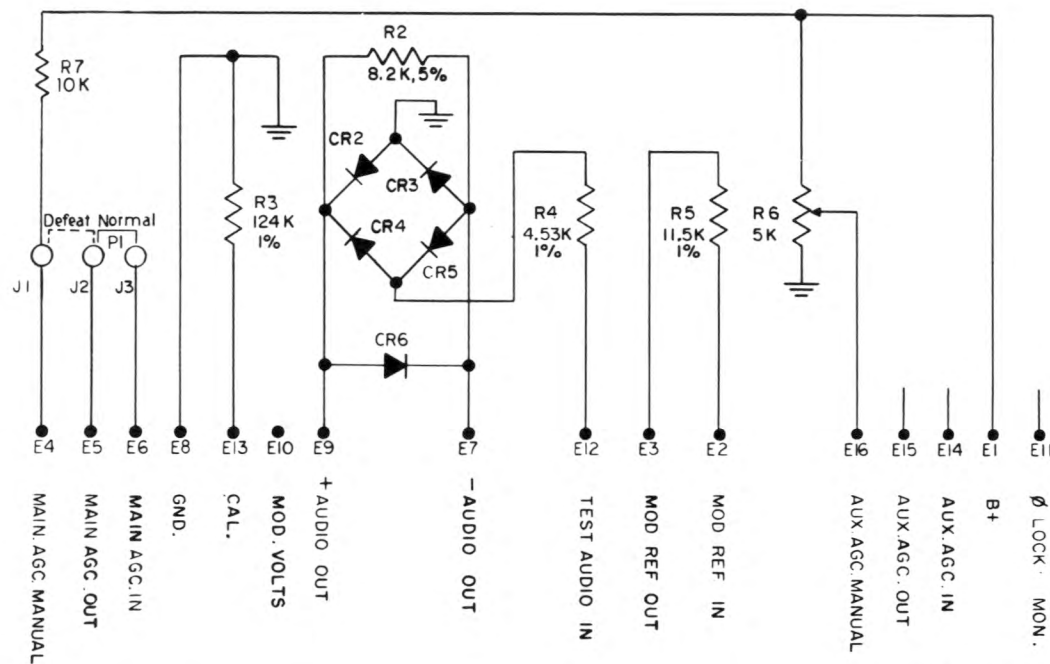 R2
8.2K,5%
R7
10K
CR2
CR3
CR4
CR5
R3
124K
1%
R4
4.53K
1%
R5
11.5K
1%
R6
5K
Defeat Normal
P1
J1
J2
J3
CR6
E4
E5
E6
E8
E13
E10
E9
E7
E12
E3
E2
E16
E15
E14
E1
E11
MAIN.AGC.MANUAL
MAIN AGC.OUT
MAIN AGC.IN
GND.
CAL.
MOD.VOLTS
+AUDIO OUT
-AUDIO OUT
TEST AUDIO IN
MOD REF OUT
MOD REF IN
AUX.AGC.MANUAL
AUX.AGC.OUT
AUX.AGC.IN
B+
Ø LOCK· MON.